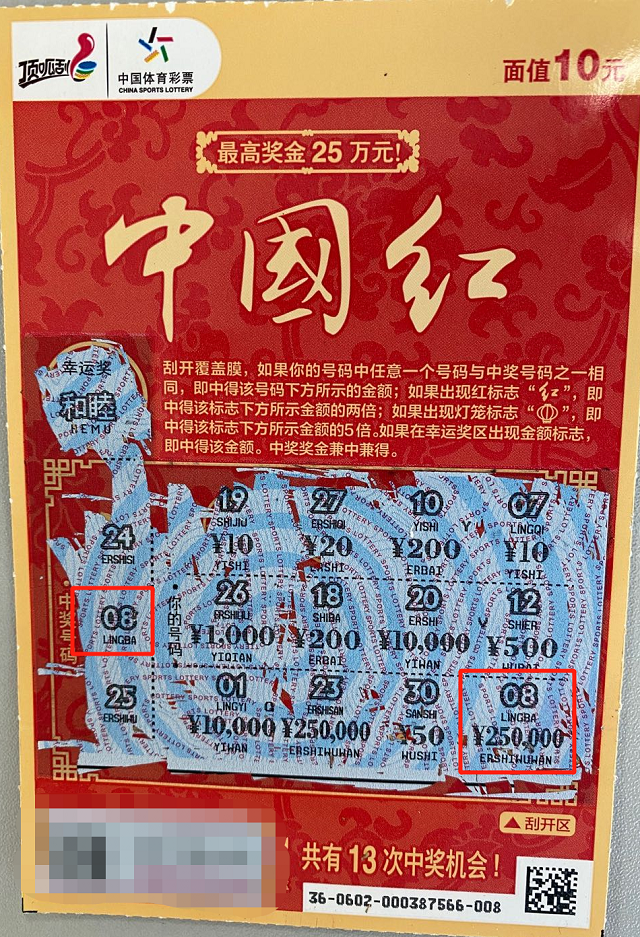 顶呱刮
中国体育彩票
CHINA SPORTS LOTTERY
面值10元
最高奖金 25 万元!
中國红
幸运奖
和睦
HEMU
刮开覆盖膜，如果你的号码中任意一个号码与中奖号码之一相
同，即中得该号码下方所示的金额；如果出现红标志“红”，即
中得该标志下方所示金额的两倍；如果出现灯笼标志“”，即
中得该标志下方所示金额的5倍。如果在幸运奖区出现金额标志，
即中得该金额。中奖奖金兼中兼得。
中奖号码
24
ERSHISI
08
LINGBA
25
ERSHIWU
你的号码
19 27 10 07
SHIJIU ERSHIQI YISHI LINGQI
¥10 ¥20 ¥200 ¥10
YISHI ERBAI YISHI
26 18 20 12
ERSHILIU SHIBA ERSHI SHIER
¥1,000 ¥200 ¥10,000 ¥500
YIQIAN ERBAI YIWAN
01 23 30 08
LINGYI ERSHISAN SANSHI LINGBA
¥10,000 ¥250,000 ¥50 ¥250,000
YIWAN ERSHIWUWAN WUSHI ERSHIWUWAN
刮开区
共有 13 次中奖机会！
36-0602-000387566-008